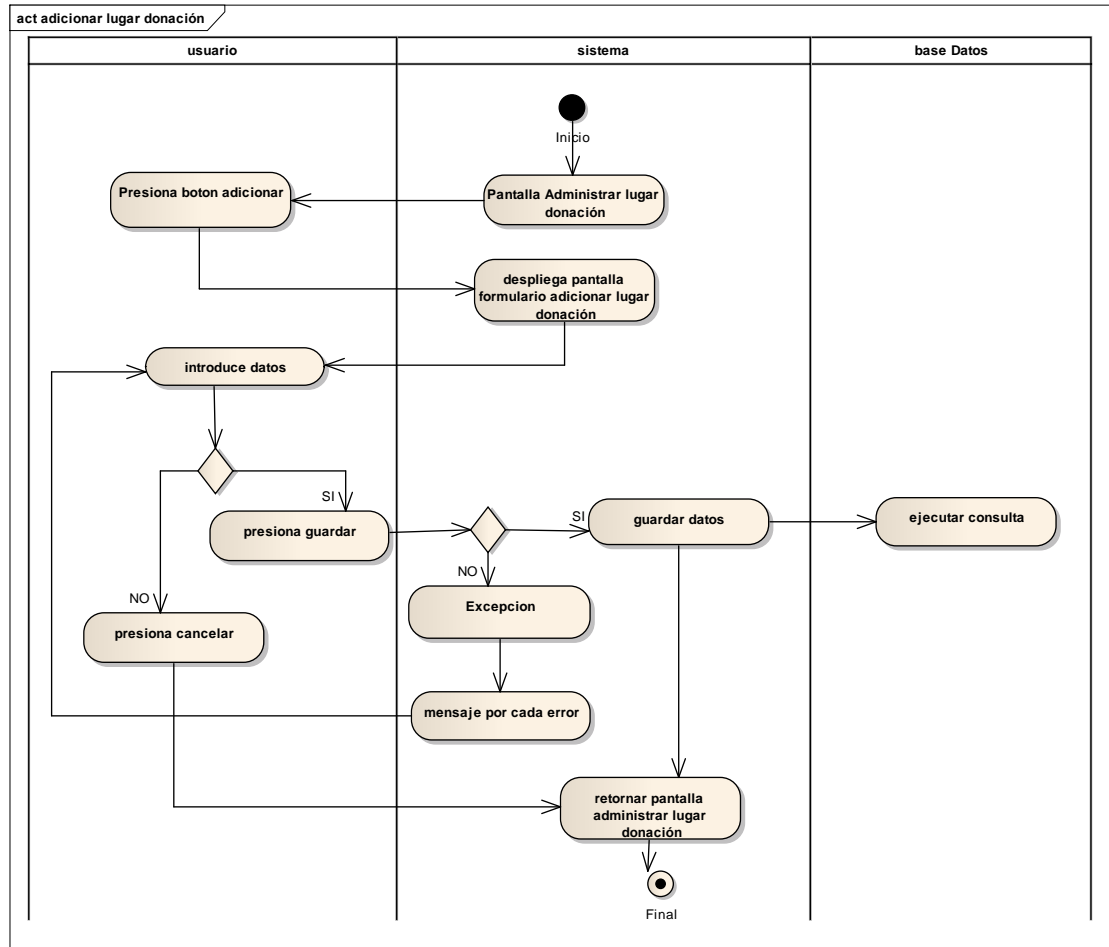 act adicionar lugar donación
usuario
sistema
base Datos
Inicio
Presiona boton adicionar
Pantalla Administrar lugar
donación
despliega pantalla
formulario adicionar lugar
donación
introduce datos
SI
presiona guardar
SI
guardar datos
ejecutar consulta
NO
Excepcion
NO
presiona cancelar
mensaje por cada error
retornar pantalla
administrar lugar
donación
Final